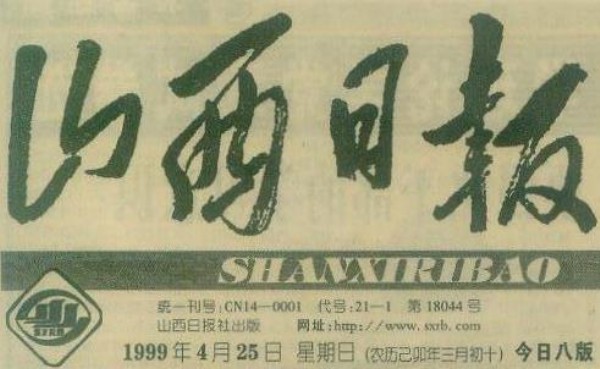 山西日报
SHANXIRIBAO
SXRB
统一刊号:CN14—0001 代号:21—1 第18044号
山西日报社出版 网址:http://www.sxrb.com
1999年4月25日 星期日 (农历己卯年三月初十) 今日八版